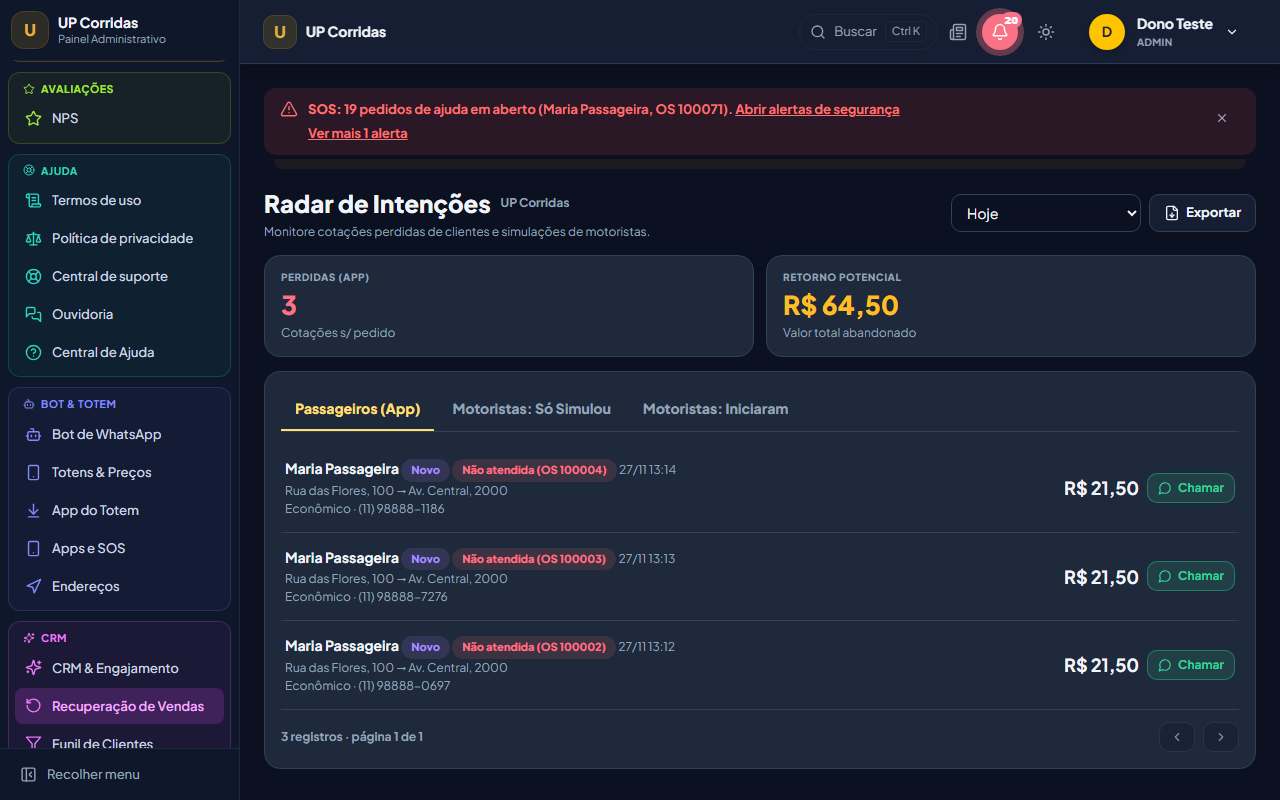 U
UP Corridas
Painel Administrativo
AVALIAÇÕES
NPS
AJUDA
Termos de uso
Política de privacidade
Central de suporte
Ouvidoria
Central de Ajuda
BOT & TOTEM
Bot de WhatsApp
Totens & Preços
App do Totem
Apps e SOS
Endereços
CRM
CRM & Engajamento
Recuperação de Vendas
Funil de Clientes
Recolher menu
U UP Corridas
Buscar Ctrl K
20
D
Dono Teste
ADMIN
SOS: 19 pedidos de ajuda em aberto (Maria Passageira, OS 100071). Abrir alertas de segurança
Ver mais 1 alerta
Radar de Intenções UP Corridas
Monitore cotações perdidas de clientes e simulações de motoristas.
Hoje
Exportar
PERDIDAS (APP)
3
Cotações s/ pedido
RETORNO POTENCIAL
R$ 64,50
Valor total abandonado
Passageiros (App) Motoristas: Só Simulou Motoristas: Iniciaram
Maria Passageira Novo Não atendida (OS 100004) 27/11 13:14
Rua das Flores, 100 → Av. Central, 2000
Econômico · (11) 98888-1186
R$ 21,50 Chamar
Maria Passageira Novo Não atendida (OS 100003) 27/11 13:13
Rua das Flores, 100 → Av. Central, 2000
Econômico · (11) 98888-7276
R$ 21,50 Chamar
Maria Passageira Novo Não atendida (OS 100002) 27/11 13:12
Rua das Flores, 100 → Av. Central, 2000
Econômico · (11) 98888-0697
R$ 21,50 Chamar
3 registros · página 1 de 1